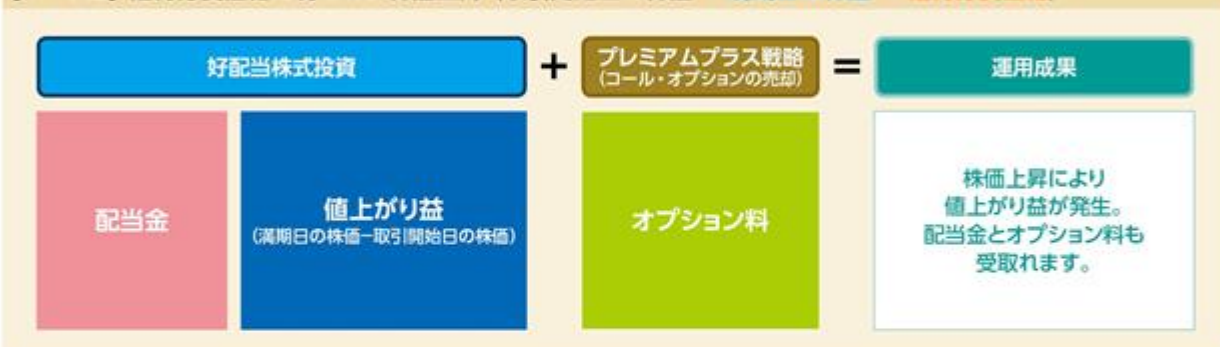 好配当株式投資
+
プレミアムプラス戦略
(コール・オプションの売却)
=
運用成果
配当金
値上がり益
(満期日の株価-取引開始日の株価)
オプション料
株価上昇により
値上がり益が発生。
配当金とオプション料も
受取れます。